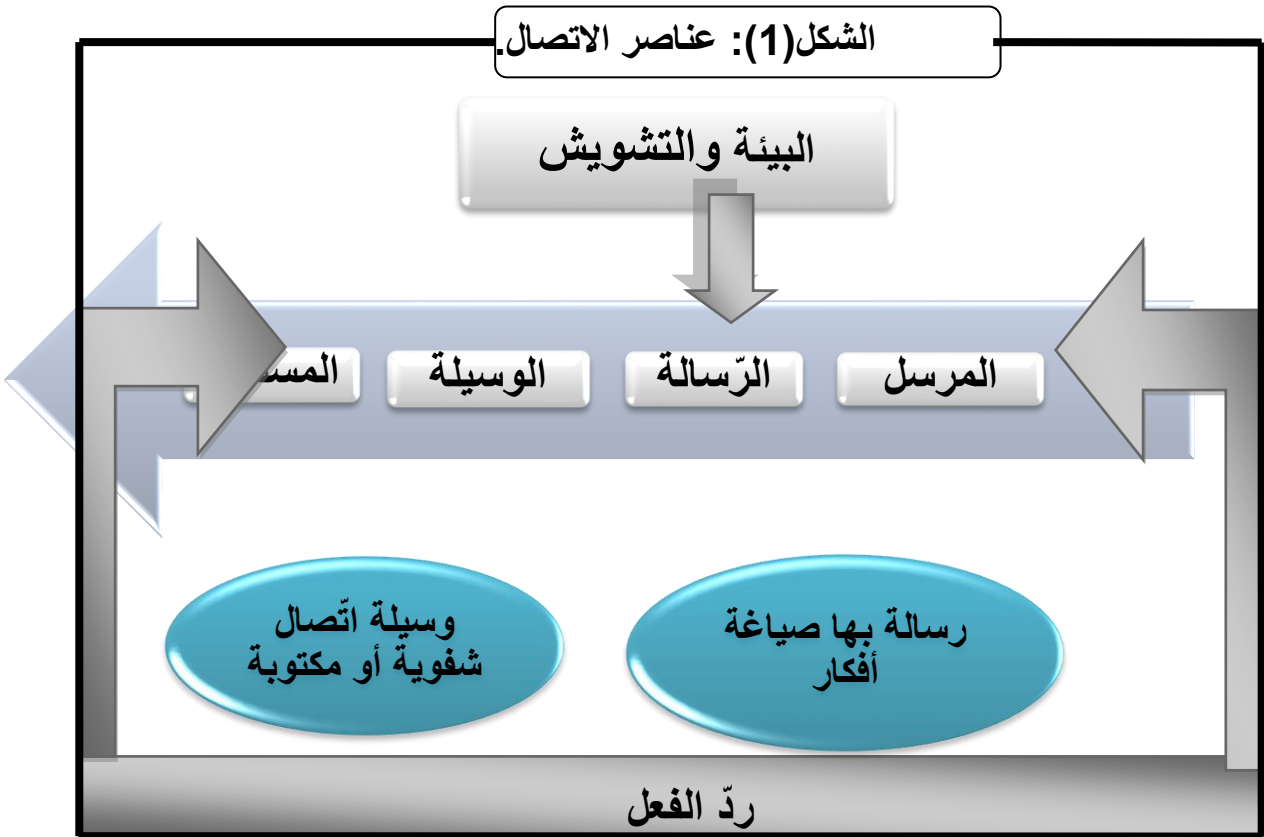 الشكل(1): عناصر الاتصال.
البيئة والتشويش
المرسل
الرّسالة
الوسيلة
رسالة بها صياغة
أفكار
وسيلة اتّصال
شفوية أو مكتوبة
ردّ الفعل